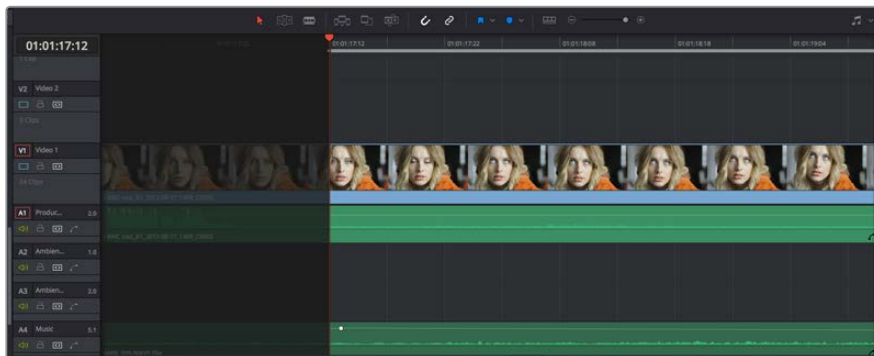 01:01:17:12
01:01:17:12
01:01:17:22
01:01:18:08
01:01:18:18
01:01:19:04
V2 Video 2
V1 Video 1
A1 Produc... 2.0
A2 Ambien... 1.0
A3 Ambien... 2.0
A4 Music 5.1